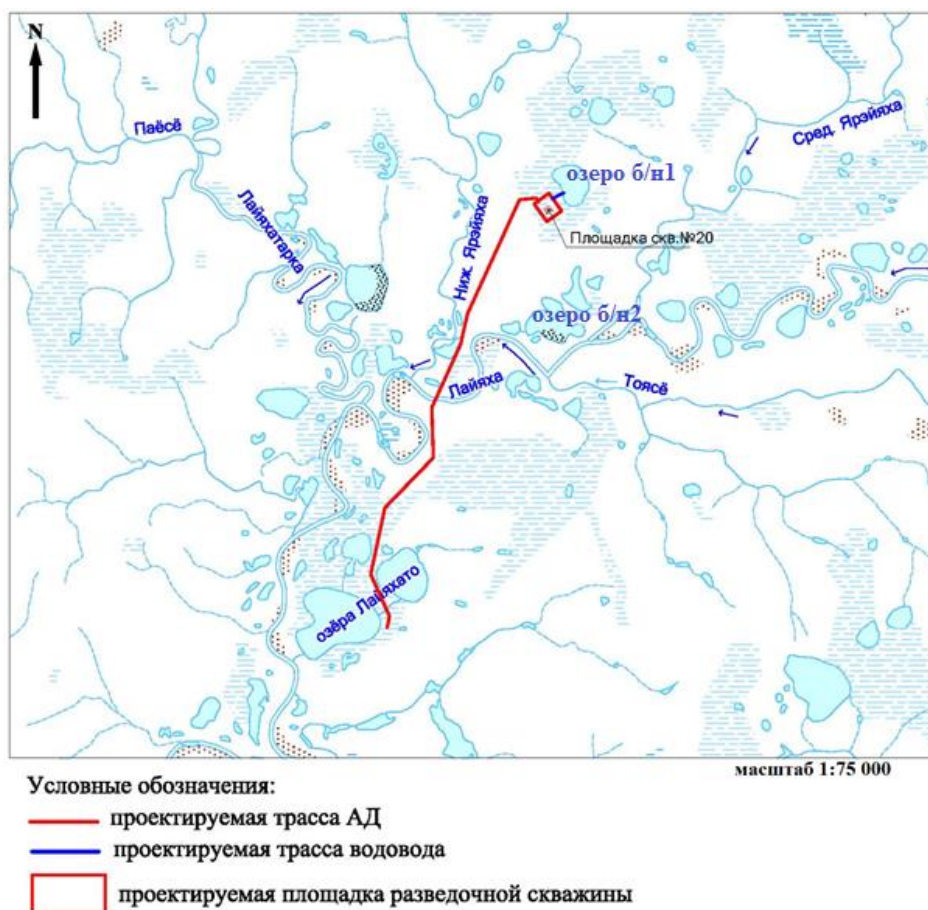 N
Паёсё
Сред. Ярэйяха
озеро б/н1
Лайяхатарка
Ниж. Ярэйяха
Площадка скв.№20
озеро б/н2
Лайяха
Тоясё
озёра Лайяхато
масштаб 1:75 000
Условные обозначения:
проектируемая трасса АД
проектируемая трасса водовода
проектируемая площадка разведочной скважины